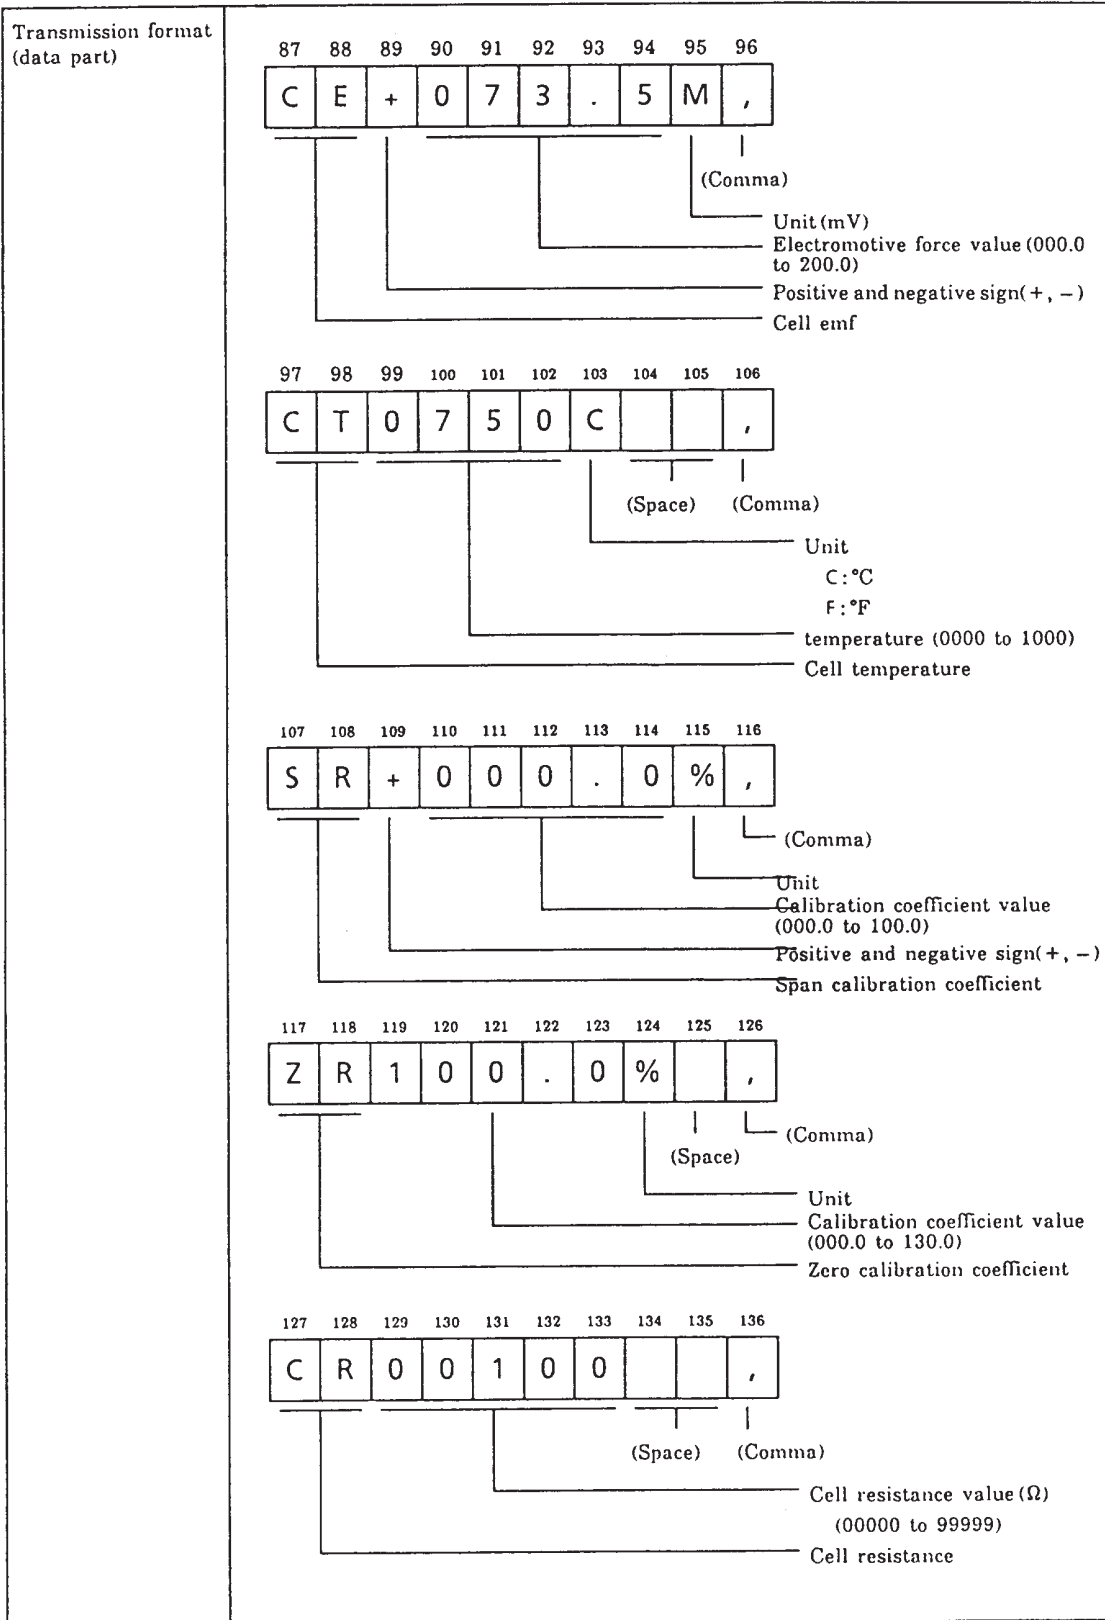 Transmission format
(data part)
87 88 89 90 91 92 93 94 95 96
C E + 0 7 3 . 5 M ,
(Comma)
Unit (mV)
Electromotive force value (000.0
to 200.0)
Positive and negative sign(+, −)
Cell emf
97 98 99 100 101 102 103 104 105 106
C T 0 7 5 0 C ,
(Space) (Comma)
Unit
C:°C
F:°F
temperature (0000 to 1000)
Cell temperature
107 108 109 110 111 112 113 114 115 116
S R + 0 0 0 . 0 % ,
(Comma)
Unit
Calibration coefficient value
(000.0 to 100.0)
Positive and negative sign(+, −)
Span calibration coefficient
117 118 119 120 121 122 123 124 125 126
Z R 1 0 0 . 0 % ,
(Comma)
(Space)
Unit
Calibration coefficient value
(000.0 to 130.0)
Zero calibration coefficient
127 128 129 130 131 132 133 134 135 136
C R 0 0 1 0 0 ,
(Space) (Comma)
Cell resistance value (Ω)
(00000 to 99999)
Cell resistance